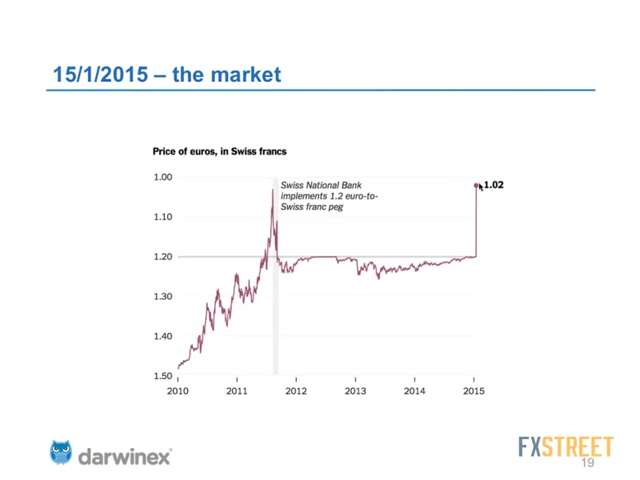 15/1/2015 – the market
Price of euros, in Swiss francs
1.00
1.10
1.20
1.30
1.40
1.50
Swiss National Bank
implements 1.2 euro-to-
Swiss franc peg
1.02
2010 2011 2012 2013 2014 2015
darwinex
FXSTREET
19